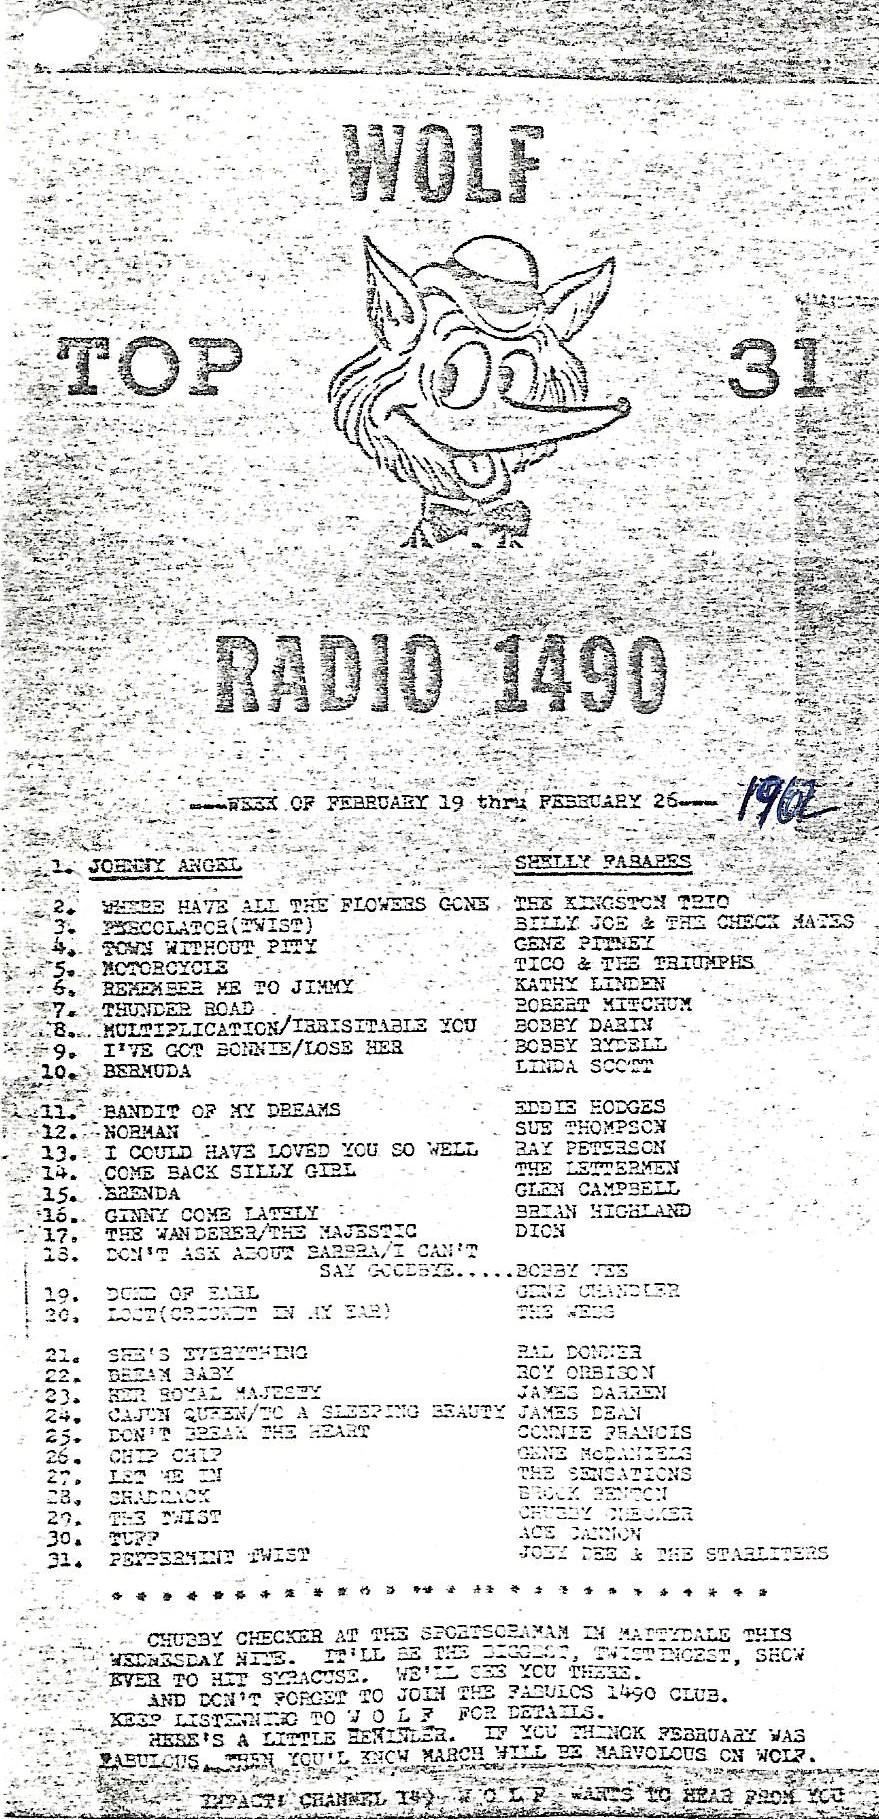 WOLF
TOP 31
RADIO 1490
---WEEK OF FEBRUARY 19 thru FEBRUARY 26--- 1962
1. JOHNNY ANGEL SHELLY FABARES
2. WHERE HAVE ALL THE FLOWERS GONE THE KINGSTON TRIO
3. PERCOLATOR(TWIST) BILLY JOE & THE CHECK MATES
4. TOWN WITHOUT PITY GENE PITNEY
5. MOTORCYCLE TICO & THE TRIUMPHS
6. REMEMBER ME TO JIMMY KATHY LINDEN
7. THUNDER ROAD ROBERT MITCHUM
8. MULTIPLICATION/IRRISITABLE YOU BOBBY DARIN
9. I'VE GOT BONNIE/LOSE HER BOBBY RYDELL
10. BERMUDA LINDA SCOTT
11. BANDIT OF MY DREAMS EDDIE HODGES
12. NORMAN SUE THOMPSON
13. I COULD HAVE LOVED YOU SO WELL RAY PETERSON
14. COME BACK SILLY GIRL THE LETTERMEN
15. BRENDA GLEN CAMPBELL
16. GINNY COME LATELY BRIAN HIGHLAND
17. THE WANDERER/THE MAJESTIC DION
18. DON'T ASK ABOUT BARBRA/I CAN'T
SAY GOODBYE.....BOBBY VEE
19. DUKE OF EARL GENE CHANDLER
20. LOST(CRICKET IN MY EAR) THE WEBS
21. SHE'S EVERYTHING RAL DONNER
22. DREAM BABY ROY ORBISON
23. HER ROYAL MAJESTY JAMES DARREN
24. CAJUN QUEEN/TO A SLEEPING BEAUTY JAMES DEAN
25. DON'T BREAK THE HEART CONNIE FRANCIS
26. CHIP CHIP GENE McDANIELS
27. LET ME IN THE SENSATIONS
28. SHADRACK BROOK BENTON
29. THE TWIST CHUBBY CHECKER
30. TUFF ACE CANNON
31. PEPPERMINT TWIST JOEY DEE & THE STARLITERS
* * * * * * * * * * * * * * * * * * * * * * * * * * *
CHUBBY CHECKER AT THE SPORTSORAMAM IN MATTYDALE THIS
WEDNESDAY NITE. IT'LL BE THE BIGGEST, TWISTINGEST, SHOW
EVER TO HIT SYRACUSE. WE'LL SEE YOU THERE.
AND DON'T FORGET TO JOIN THE FABULOS 1490 CLUB.
KEEP LISTENNING TO W O L F FOR DETAILS.
HERE'S A LITTLE REMINDER. IF YOU THINGK FEBRUARY WAS
FABULOUS, THEN YOU'L KNOW MARCH WILL BE MARVOLOUS ON WOLF.
IMPACT! CHANNEL 149 W O L F WANTS TO HEAR FROM YOU